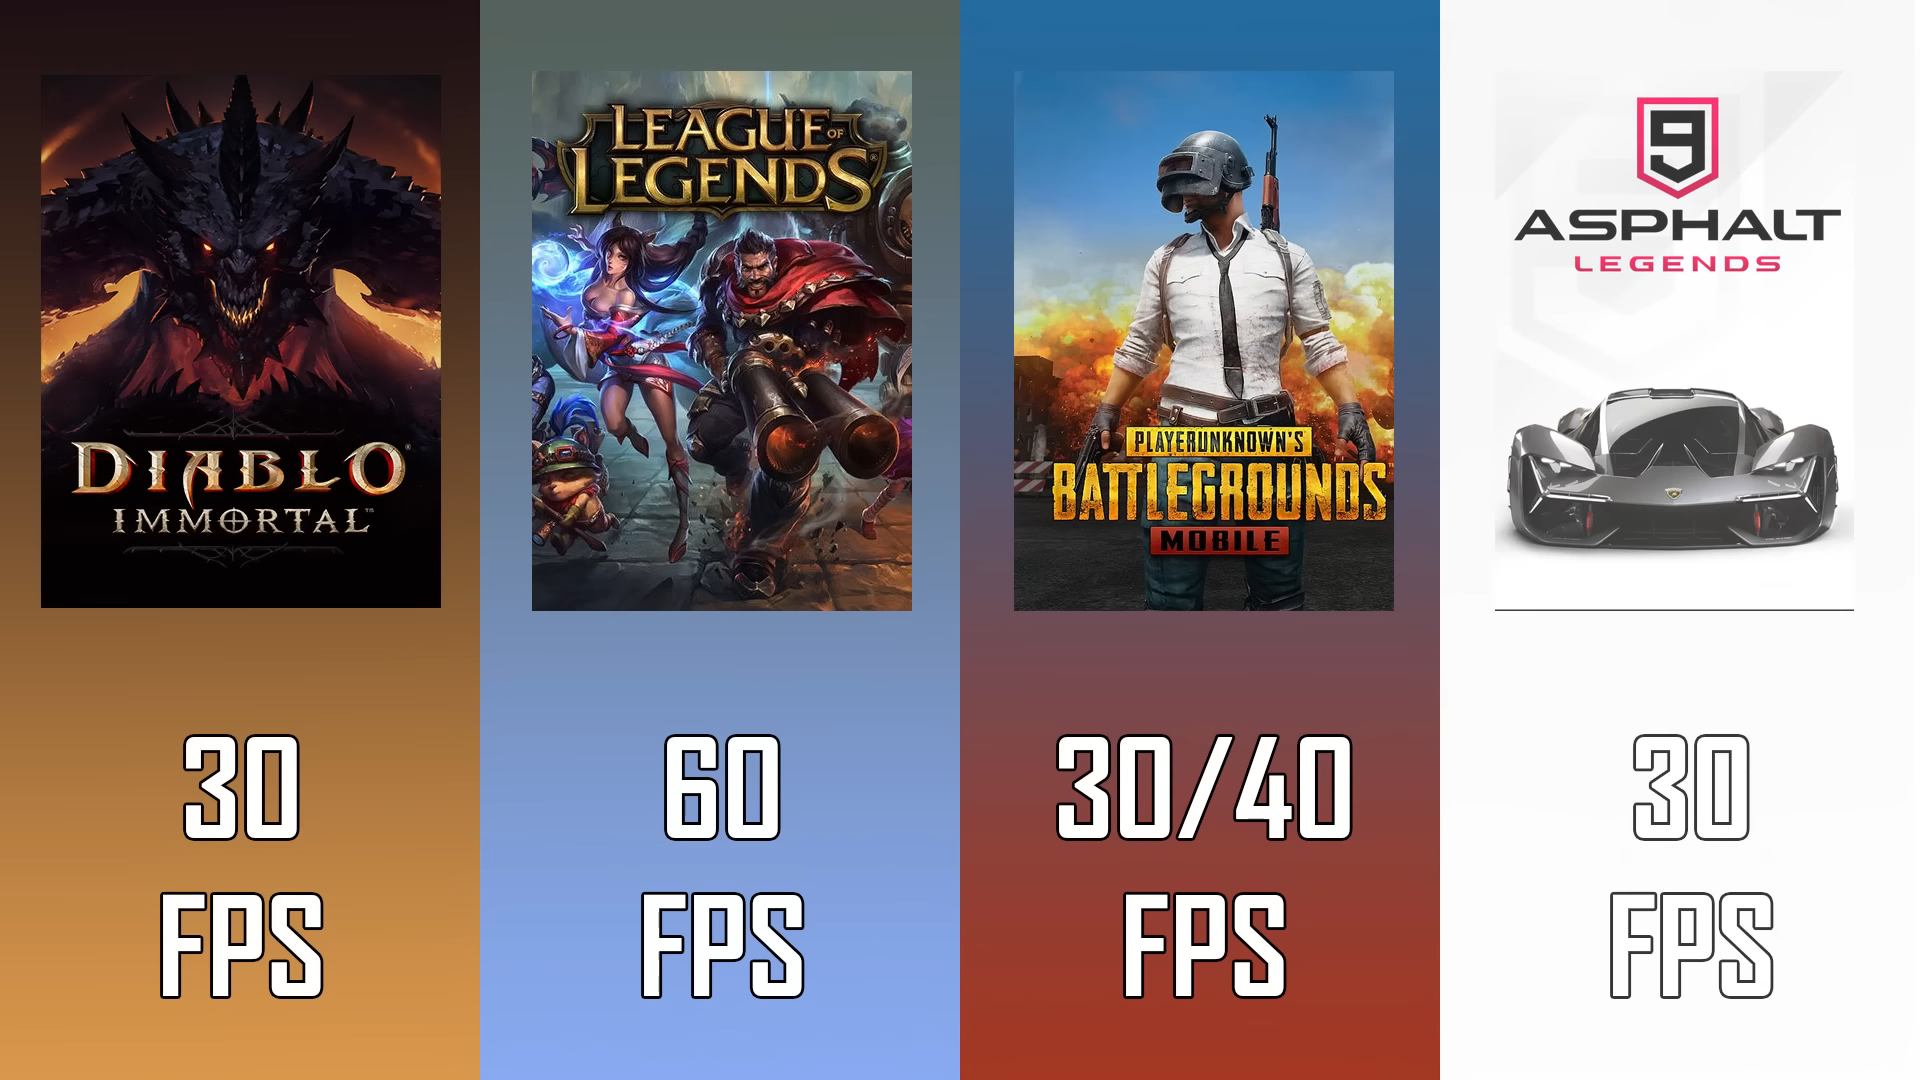 DIABLO
IMMORTAL™
30
FPS
LEAGUE OF
LEGENDS®
60
FPS
PLAYERUNKNOWN'S
BATTLEGROUNDS
MOBILE
30/40
FPS
9
ASPHALT
LEGENDS
30
FPS